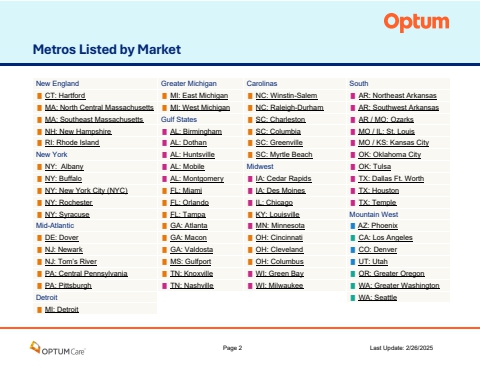 Optum
Metros Listed by Market
New England
CT: Hartford
MA: North Central Massachusetts
MA: Southeast Massachusetts
NH: New Hampshire
RI: Rhode Island
New York
NY:  Albany
NY: Buffalo
NY: New York City (NYC)
NY: Rochester
NY: Syracuse
Mid-Atlantic
DE: Dover
NJ: Newark
NJ: Tom's River
PA: Central Pennsylvania
PA: Pittsburgh
Detroit
MI: Detroit
Greater Michigan
MI: East Michigan
MI: West Michigan
Gulf States
AL: Birmingham
AL: Dothan
AL: Huntsville
AL: Mobile
AL: Montgomery
FL: Miami
FL: Orlando
FL: Tampa
GA: Atlanta
GA: Macon
GA: Valdosta
MS: Gulfport
TN: Knoxville
TN: Nashville
Carolinas
NC: Winstin-Salem
NC: Raleigh-Durham
SC: Charleston
SC: Columbia
SC: Greenville
SC: Myrtle Beach
Midwest
IA: Cedar Rapids
IA: Des Moines
IL: Chicago
KY: Louisville
MN: Minnesota
OH: Cincinnati
OH: Cleveland
OH: Columbus
WI: Green Bay
WI: Milwaukee
South
AR: Northeast Arkansas
AR: Southwest Arkansas
AR / MO: Ozarks
MO / IL: St. Louis
MO / KS: Kansas City
OK: Oklahoma City
OK: Tulsa
TX: Dallas Ft. Worth
TX: Houston
TX: Temple
Mountain West
AZ: Phoenix
CA: Los Angeles
CO: Denver
UT: Utah
OR: Greater Oregon
WA: Greater Washington
WA: Seattle
OPTUMCare
Page 2
Last Update: 2/26/2025